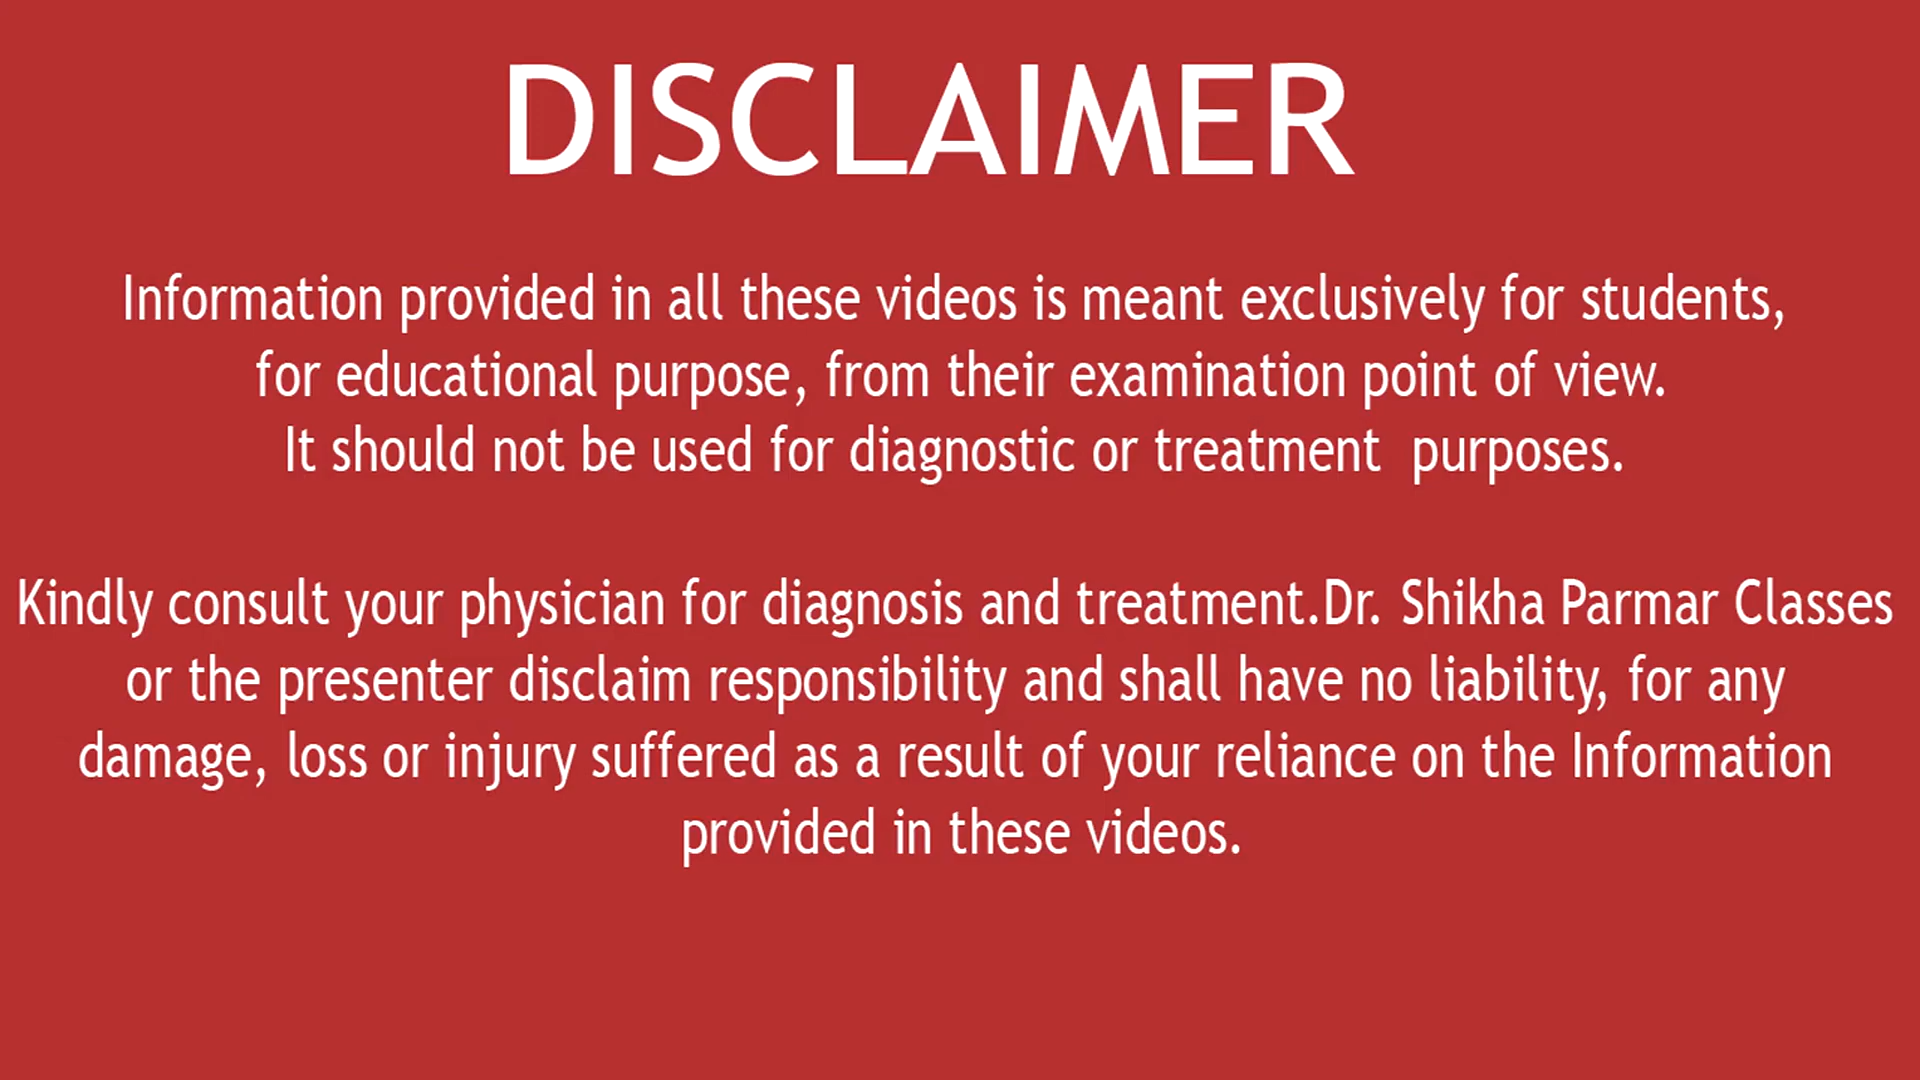 DISCLAIMER
Information provided in all these videos is meant exclusively for students,
for educational purpose, from their examination point of view.
It should not be used for diagnostic or treatment  purposes.
Kindly consult your physician for diagnosis and treatment.Dr. Shikha Parmar Classes
or the presenter disclaim responsibility and shall have no liability, for any
damage, loss or injury suffered as a result of your reliance on the Information
provided in these videos.